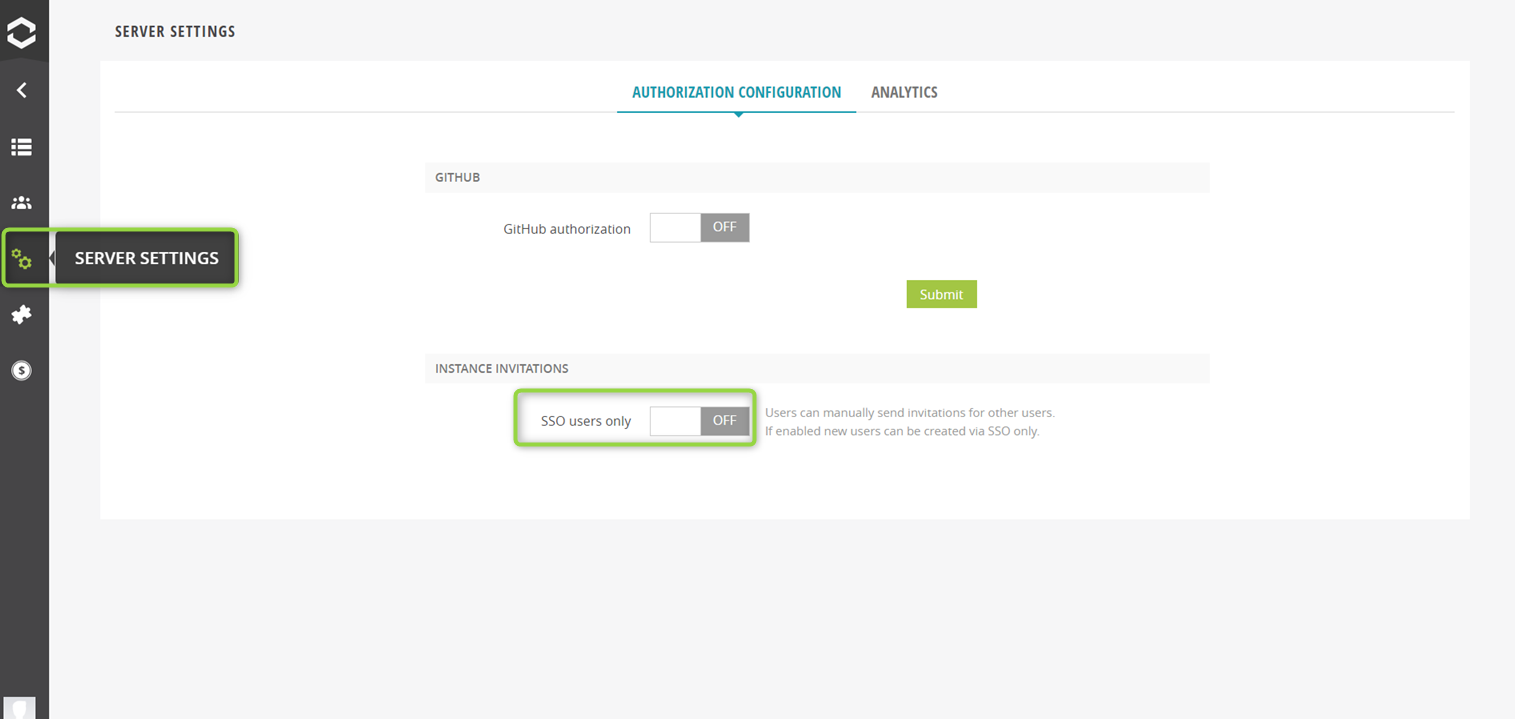 SERVER SETTINGS
AUTHORIZATION CONFIGURATION
ANALYTICS
GITHUB
GitHub authorization
OFF
SERVER SETTINGS
Submit
INSTANCE INVITATIONS
SSO users only
OFF
Users can manually send invitations for other users.
If enabled new users can be created via SSO only.
$